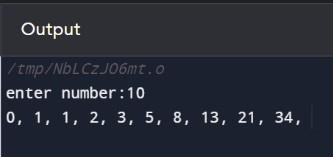 Output
/tmp/NbLCzJO6mt.o
enter number:10
0, 1, 1, 2, 3, 5, 8, 13, 21, 34,